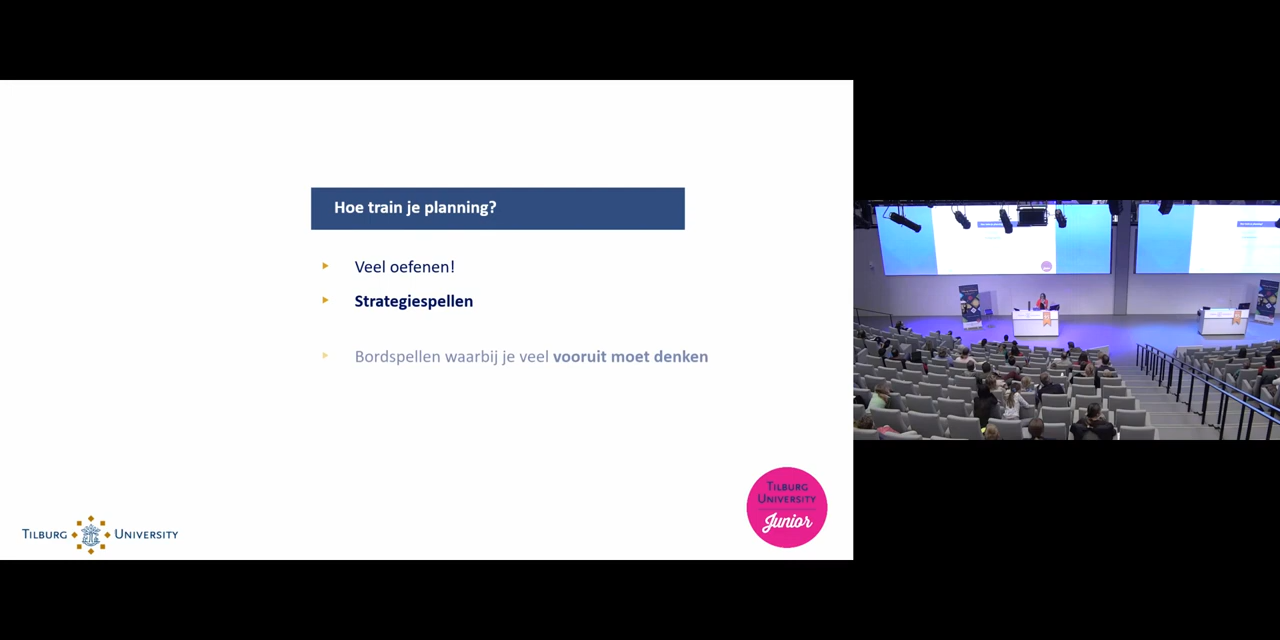 Hoe train je planning?
Veel oefenen!
Strategiespellen
Bordspellen waarbij je veel vooruit moet denken
TILBURG UNIVERSITY
TILBURG
UNIVERSITY
Junior